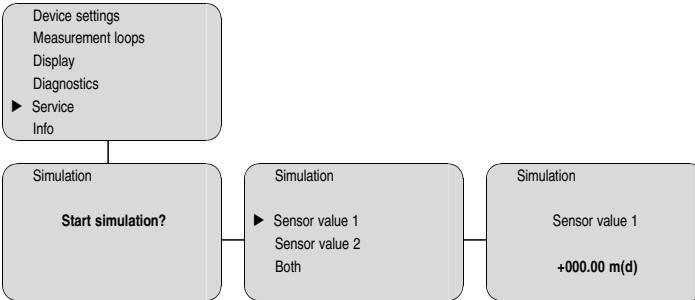 Device settings
Measurement loops
Display
Diagnostics
▶ Service
Info
Simulation
Start simulation?
Simulation
▶ Sensor value 1
Sensor value 2
Both
Simulation
Sensor value 1
+000.00 m(d)